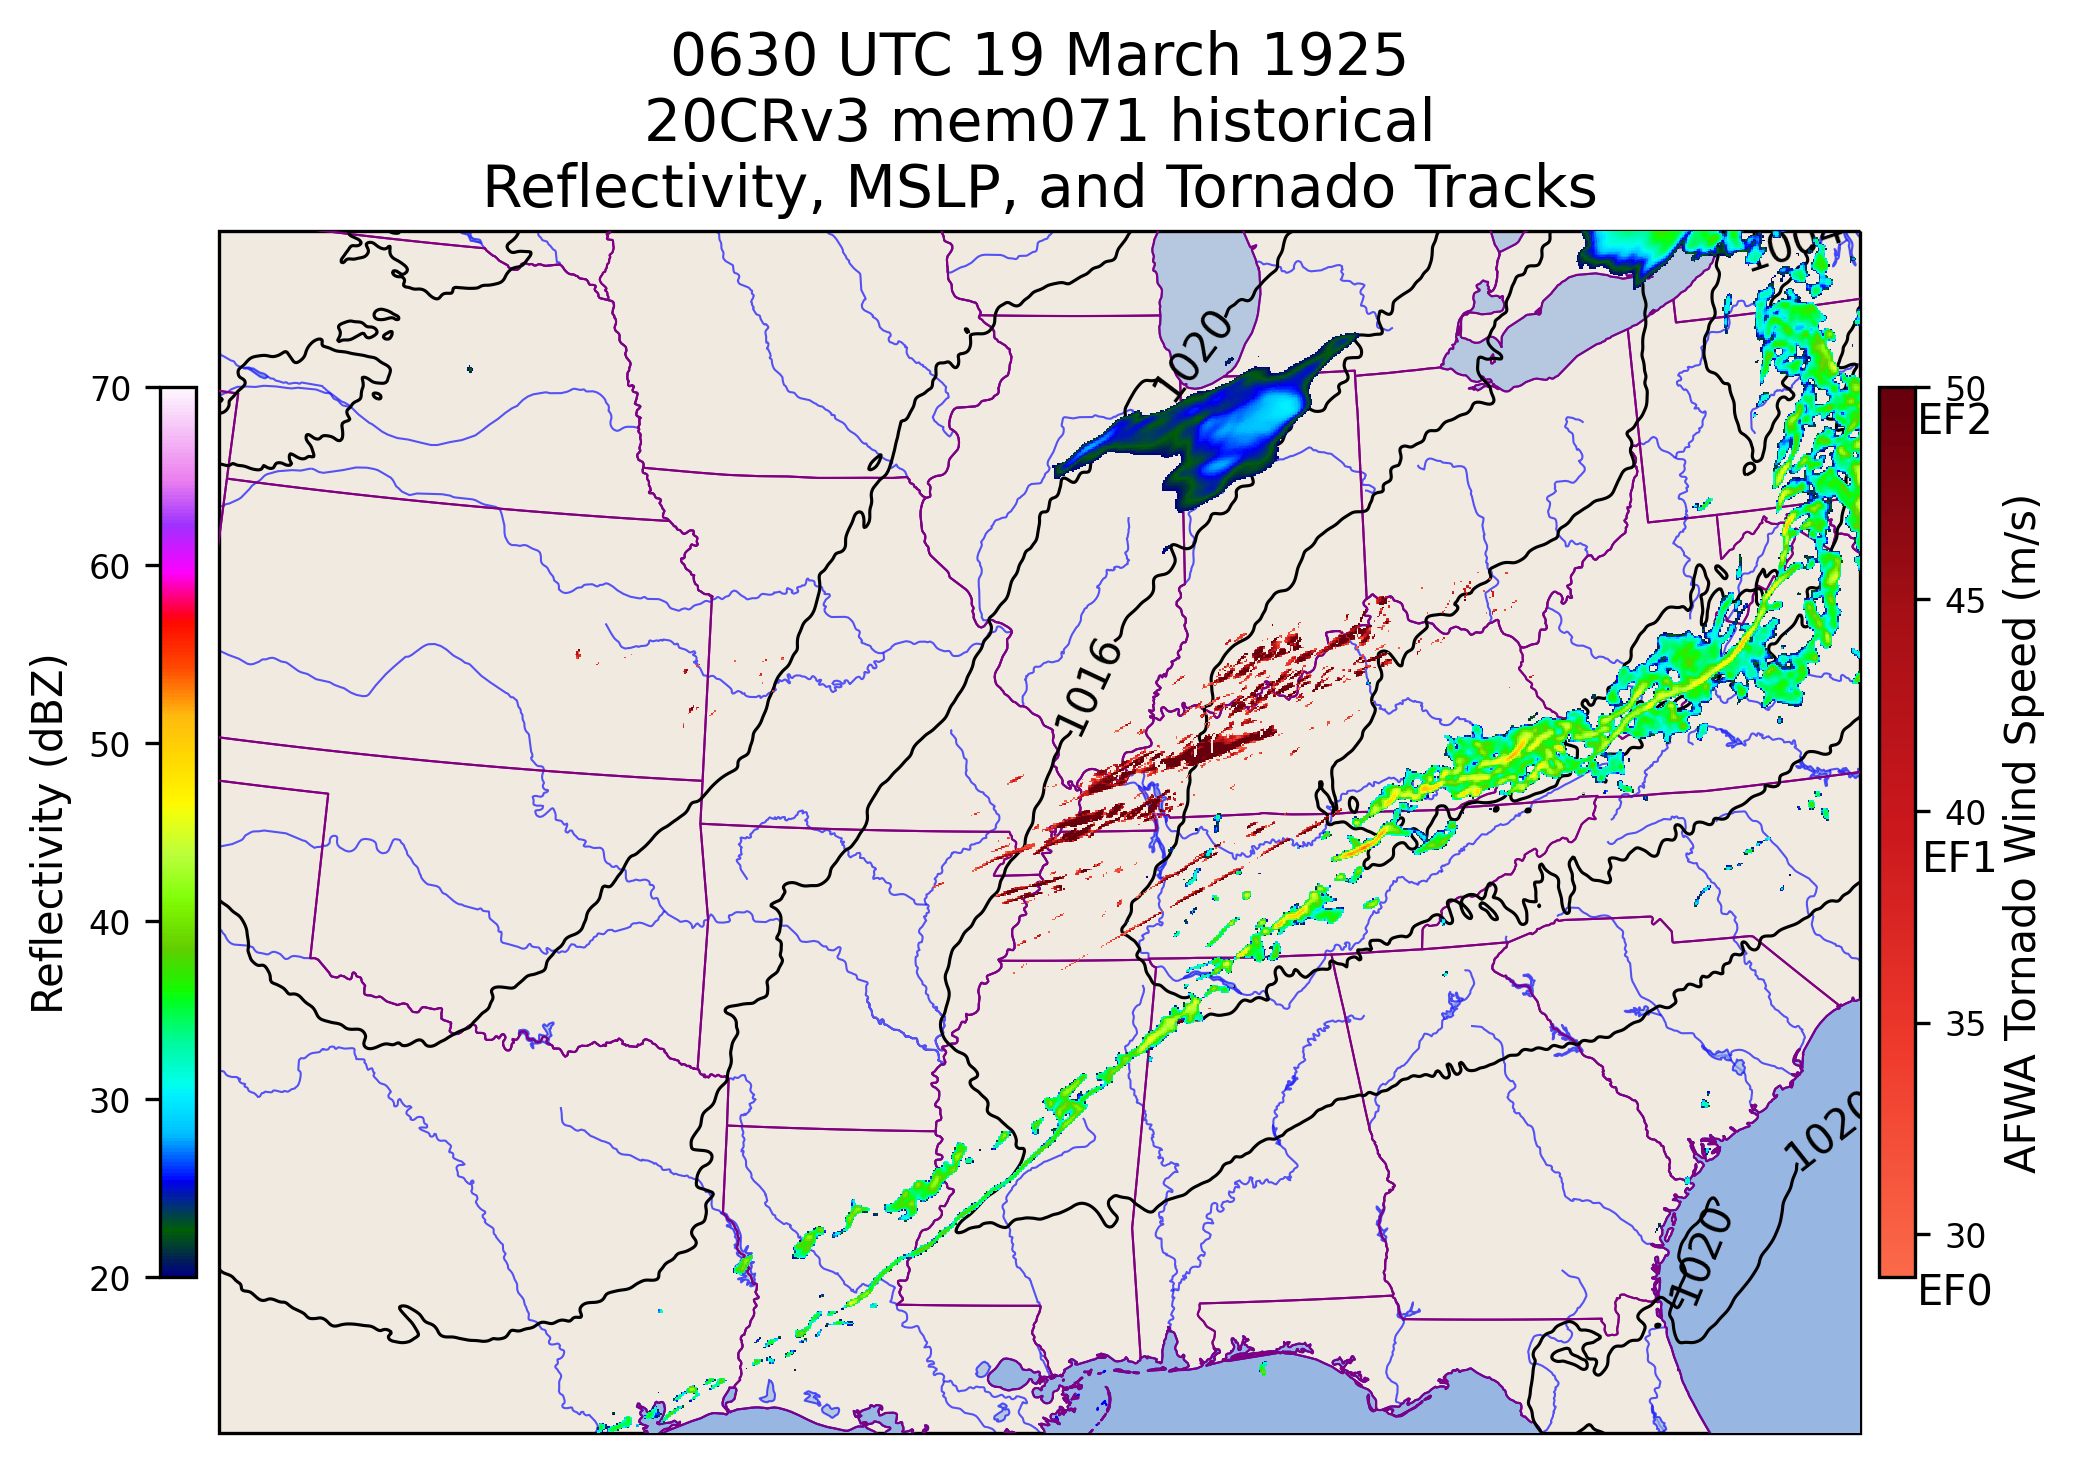 0630 UTC 19 March 1925
20CRv3 mem071 historical
Reflectivity, MSLP, and Tornado Tracks
1004
1020
1016
1020
1020
70
60
50
40
30
20
Reflectivity (dBZ)
50
EF2
45
40
EF1
35
30
EF0
AFWA Tornado Wind Speed (m/s)